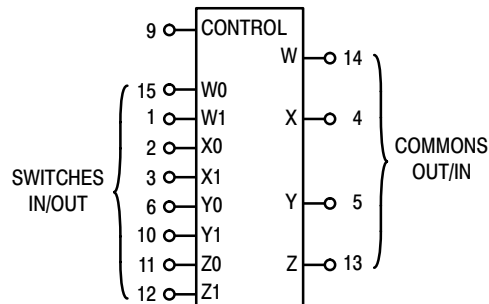 9 CONTROL
W 14
15 W0
1 W1
X 4
2 X0
3 X1
SWITCHES
IN/OUT
COMMONS
OUT/IN
6 Y0
Y 5
10 Y1
11 Z0
Z 13
12 Z1